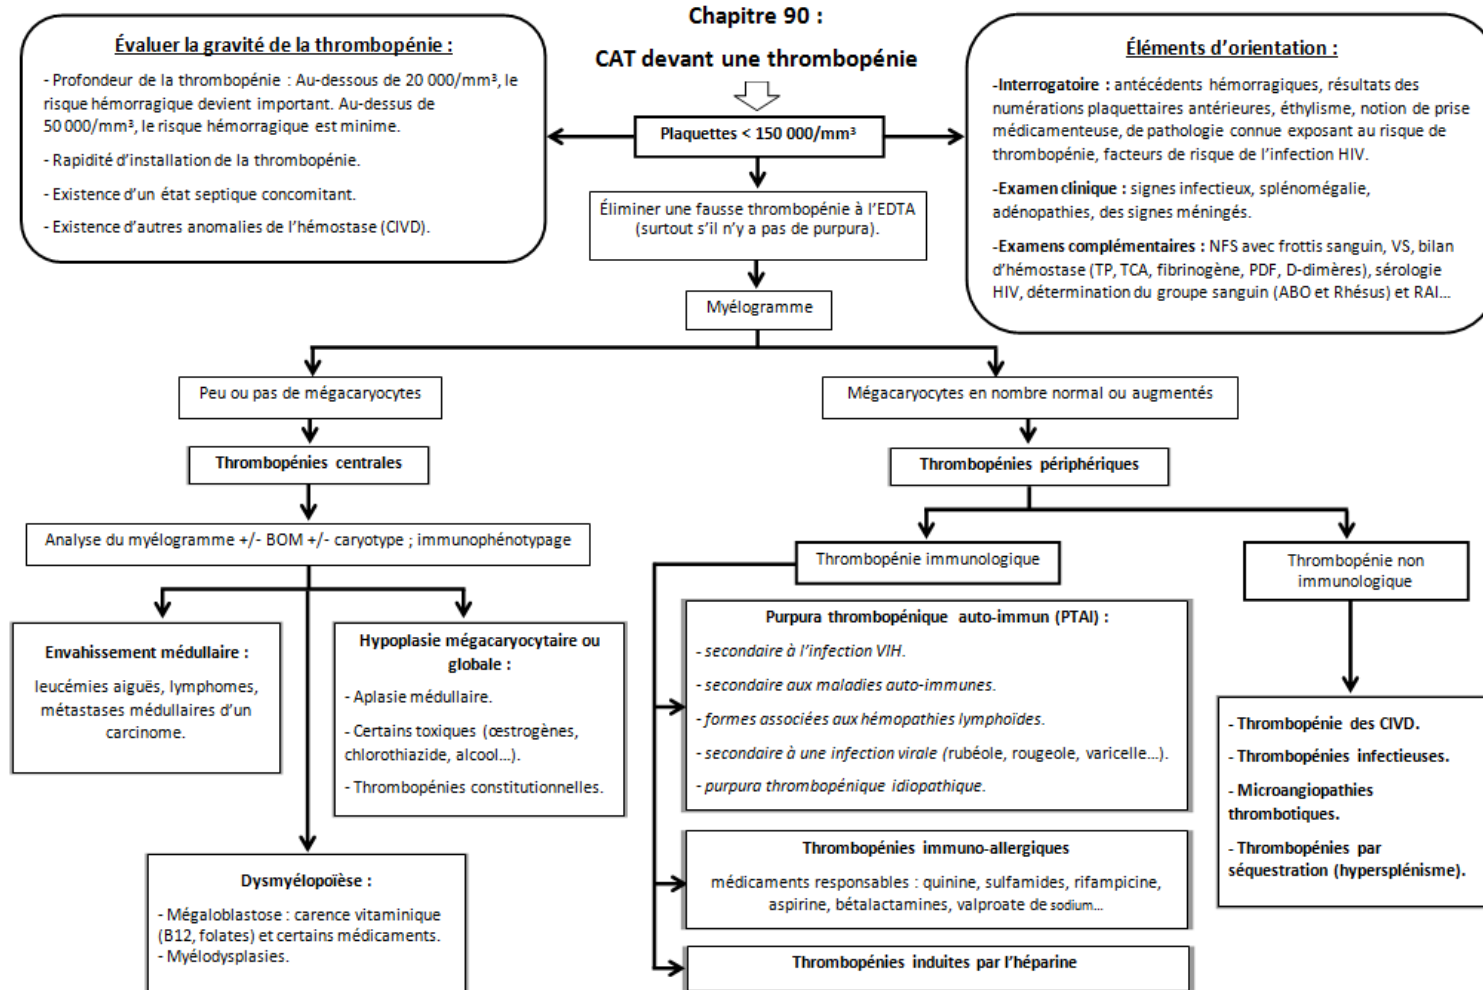 Chapitre 90 :
CAT devant une thrombopénie
Évaluer la gravité de la thrombopénie :
- Profondeur de la thrombopénie : Au-dessous de 20 000/mm³, le
risque hémorragique devient important. Au-dessus de
50 000/mm³, le risque hémorragique est minime.
- Rapidité d'installation de la thrombopénie.
- Existence d'un état septique concomitant.
- Existence d'autres anomalies de l'hémostase (CIVD).
Plaquettes < 150 000/mm³
Éléments d'orientation :
-Interrogatoire : antécédents hémorragiques, résultats des
numérations plaquettaires antérieures, éthylisme, notion de prise
médicamenteuse, de pathologie connue exposant au risque de
thrombopénie, facteurs de risque de l'infection HIV.
-Examen clinique : signes infectieux, splénomégalie,
adénopathies, des signes méningés.
-Examens complémentaires : NFS avec frottis sanguin, VS, bilan
d'hémostase (TP, TCA, fibrinogène, PDF, D-dimères), sérologie
HIV, détermination du groupe sanguin (ABO et Rhésus) et RAI...
Éliminer une fausse thrombopénie à l'EDTA
(surtout s'il n'y a pas de purpura).
Myélogramme
Peu ou pas de mégacaryocytes
Mégacaryocytes en nombre normal ou augmentés
Thrombopénies centrales
Thrombopénies périphériques
Analyse du myélogramme +/- BOM +/- caryotype ; immunophénotypage
Thrombopénie immunologique
Thrombopénie non
immunologique
Envahissement médullaire :
leucémies aiguës, lymphomes,
métastases médullaires d'un
carcinome.
Hypoplasie mégacaryocytaire ou
globale :
- Aplasie médullaire.
- Certains toxiques (œstrogènes,
chlorothiazide, alcool...).
- Thrombopénies constitutionnelles.
Purpura thrombopénique auto-immun (PTAI) :
- secondaire à l'infection VIH.
- secondaire aux maladies auto-immunes.
- formes associées aux hémopathies lymphoïdes.
- secondaire à une infection virale (rubéole, rougeole, varicelle...).
- purpura thrombopénique idiopathique.
- Thrombopénie des CIVD.
- Thrombopénies infectieuses.
- Microangiopathies
thrombotiques.
- Thrombopénies par
séquestration (hypersplénisme).
Dysmyélopoïèse :
- Mégaloblastose : carence vitaminique
(B12, folates) et certains médicaments.
- Myélodysplasies.
Thrombopénies immuno-allergiques
médicaments responsables : quinine, sulfamides, rifampicine,
aspirine, bétalactamines, valproate de sodium...
Thrombopénies induites par l'héparine